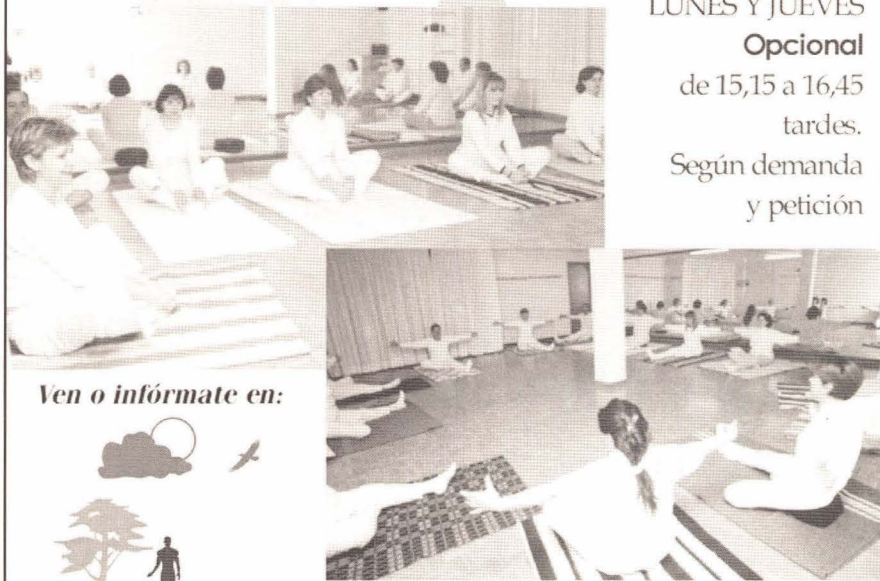 LUNES Y JUEVES
Opcional
de 15,15 a 16,45
tardes.
Según demanda
y petición
Ven o infórmate en: